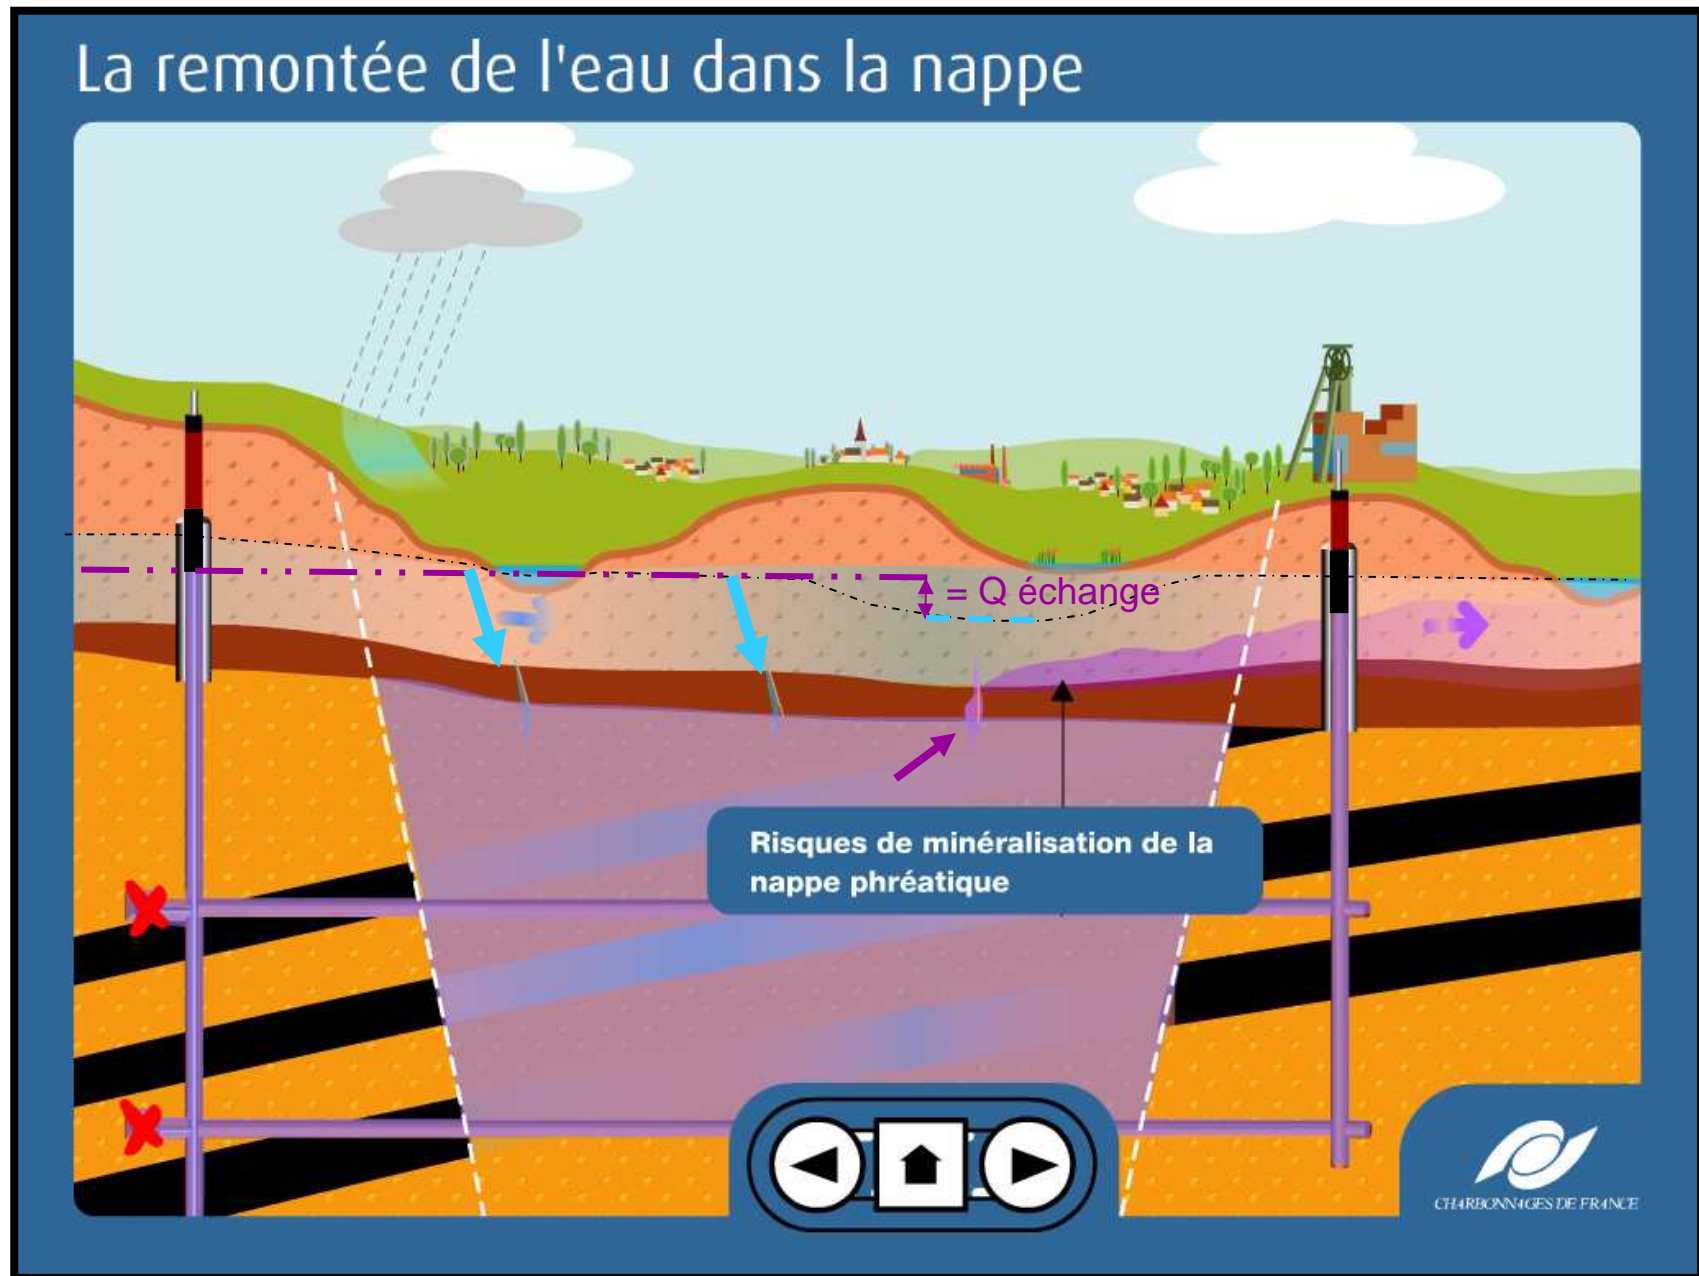 La remontée de l'eau dans la nappe
= Q échange
Risques de minéralisation de la
nappe phréatique
CHARBONNAGES DE FRANCE